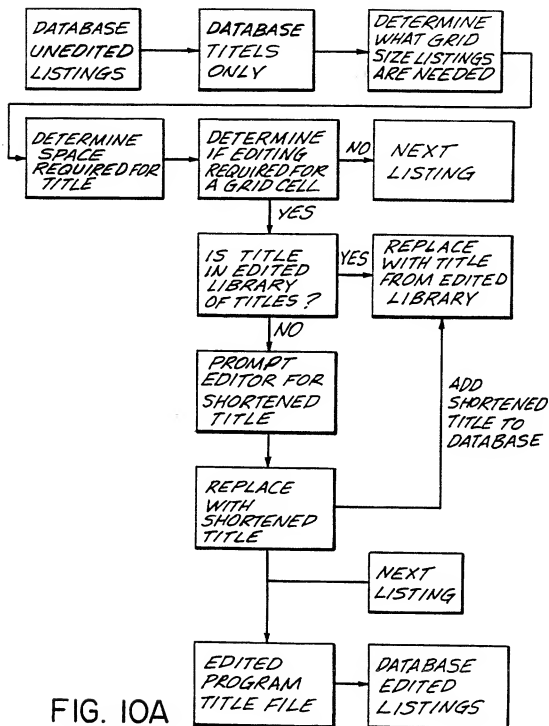 DATABASE
UNEDITED
LISTINGS
DATABASE
TITELS
ONLY
DETERMINE
WHAT GRID
SIZE LISTINGS
ARE NEEDED
DETERMINE
SPACE
REQUIRED FOR
TITLE
DETERMINE
IF EDITING
REQUIRED FOR
A GRID CELL
NO
NEXT
LISTING
YES
IS TITLE
IN EDITED
LIBRARY
OF TITLES ?
YES
REPLACE
WITH TITLE
FROM EDITED
LIBRARY
NO
PROMPT
EDITOR FOR
SHORTENED
TITLE
ADD
SHORTENED
TITLE TO
DATABASE
REPLACE
WITH
SHORTENED
TITLE
NEXT
LISTING
EDITED
PROGRAM
TITLE FILE
DATABASE
EDITED
LISTINGS
FIG. 10A